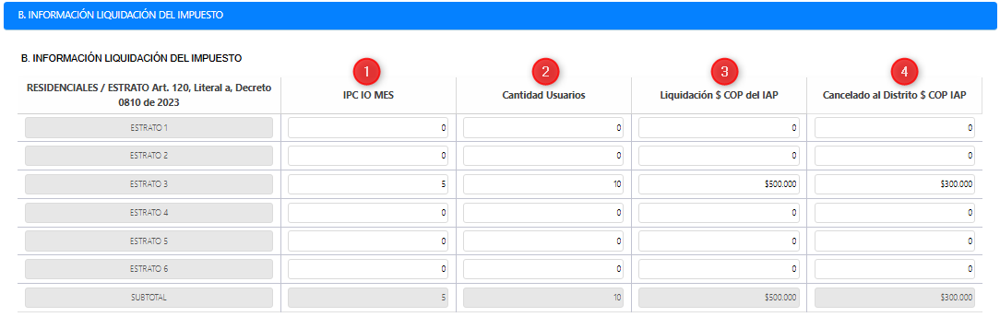 B. INFORMACIÓN LIQUIDACIÓN DEL IMPUESTO
B. INFORMACIÓN LIQUIDACIÓN DEL IMPUESTO
1 2 3 4
RESIDENCIALES / ESTRATO Art. 120, Literal a, Decreto
0810 de 2023
IPC IO MES
Cantidad Usuarios
Liquidación $ COP del IAP
Cancelado al Distrito $ COP IAP
ESTRATO 1 0 0 0 0
ESTRATO 2 0 0 0 0
ESTRATO 3 5 10 $500.000 $300.000
ESTRATO 4 0 0 0 0
ESTRATO 5 0 0 0 0
ESTRATO 6 0 0 0 0
SUBTOTAL 5 10 $500.000 $300.000